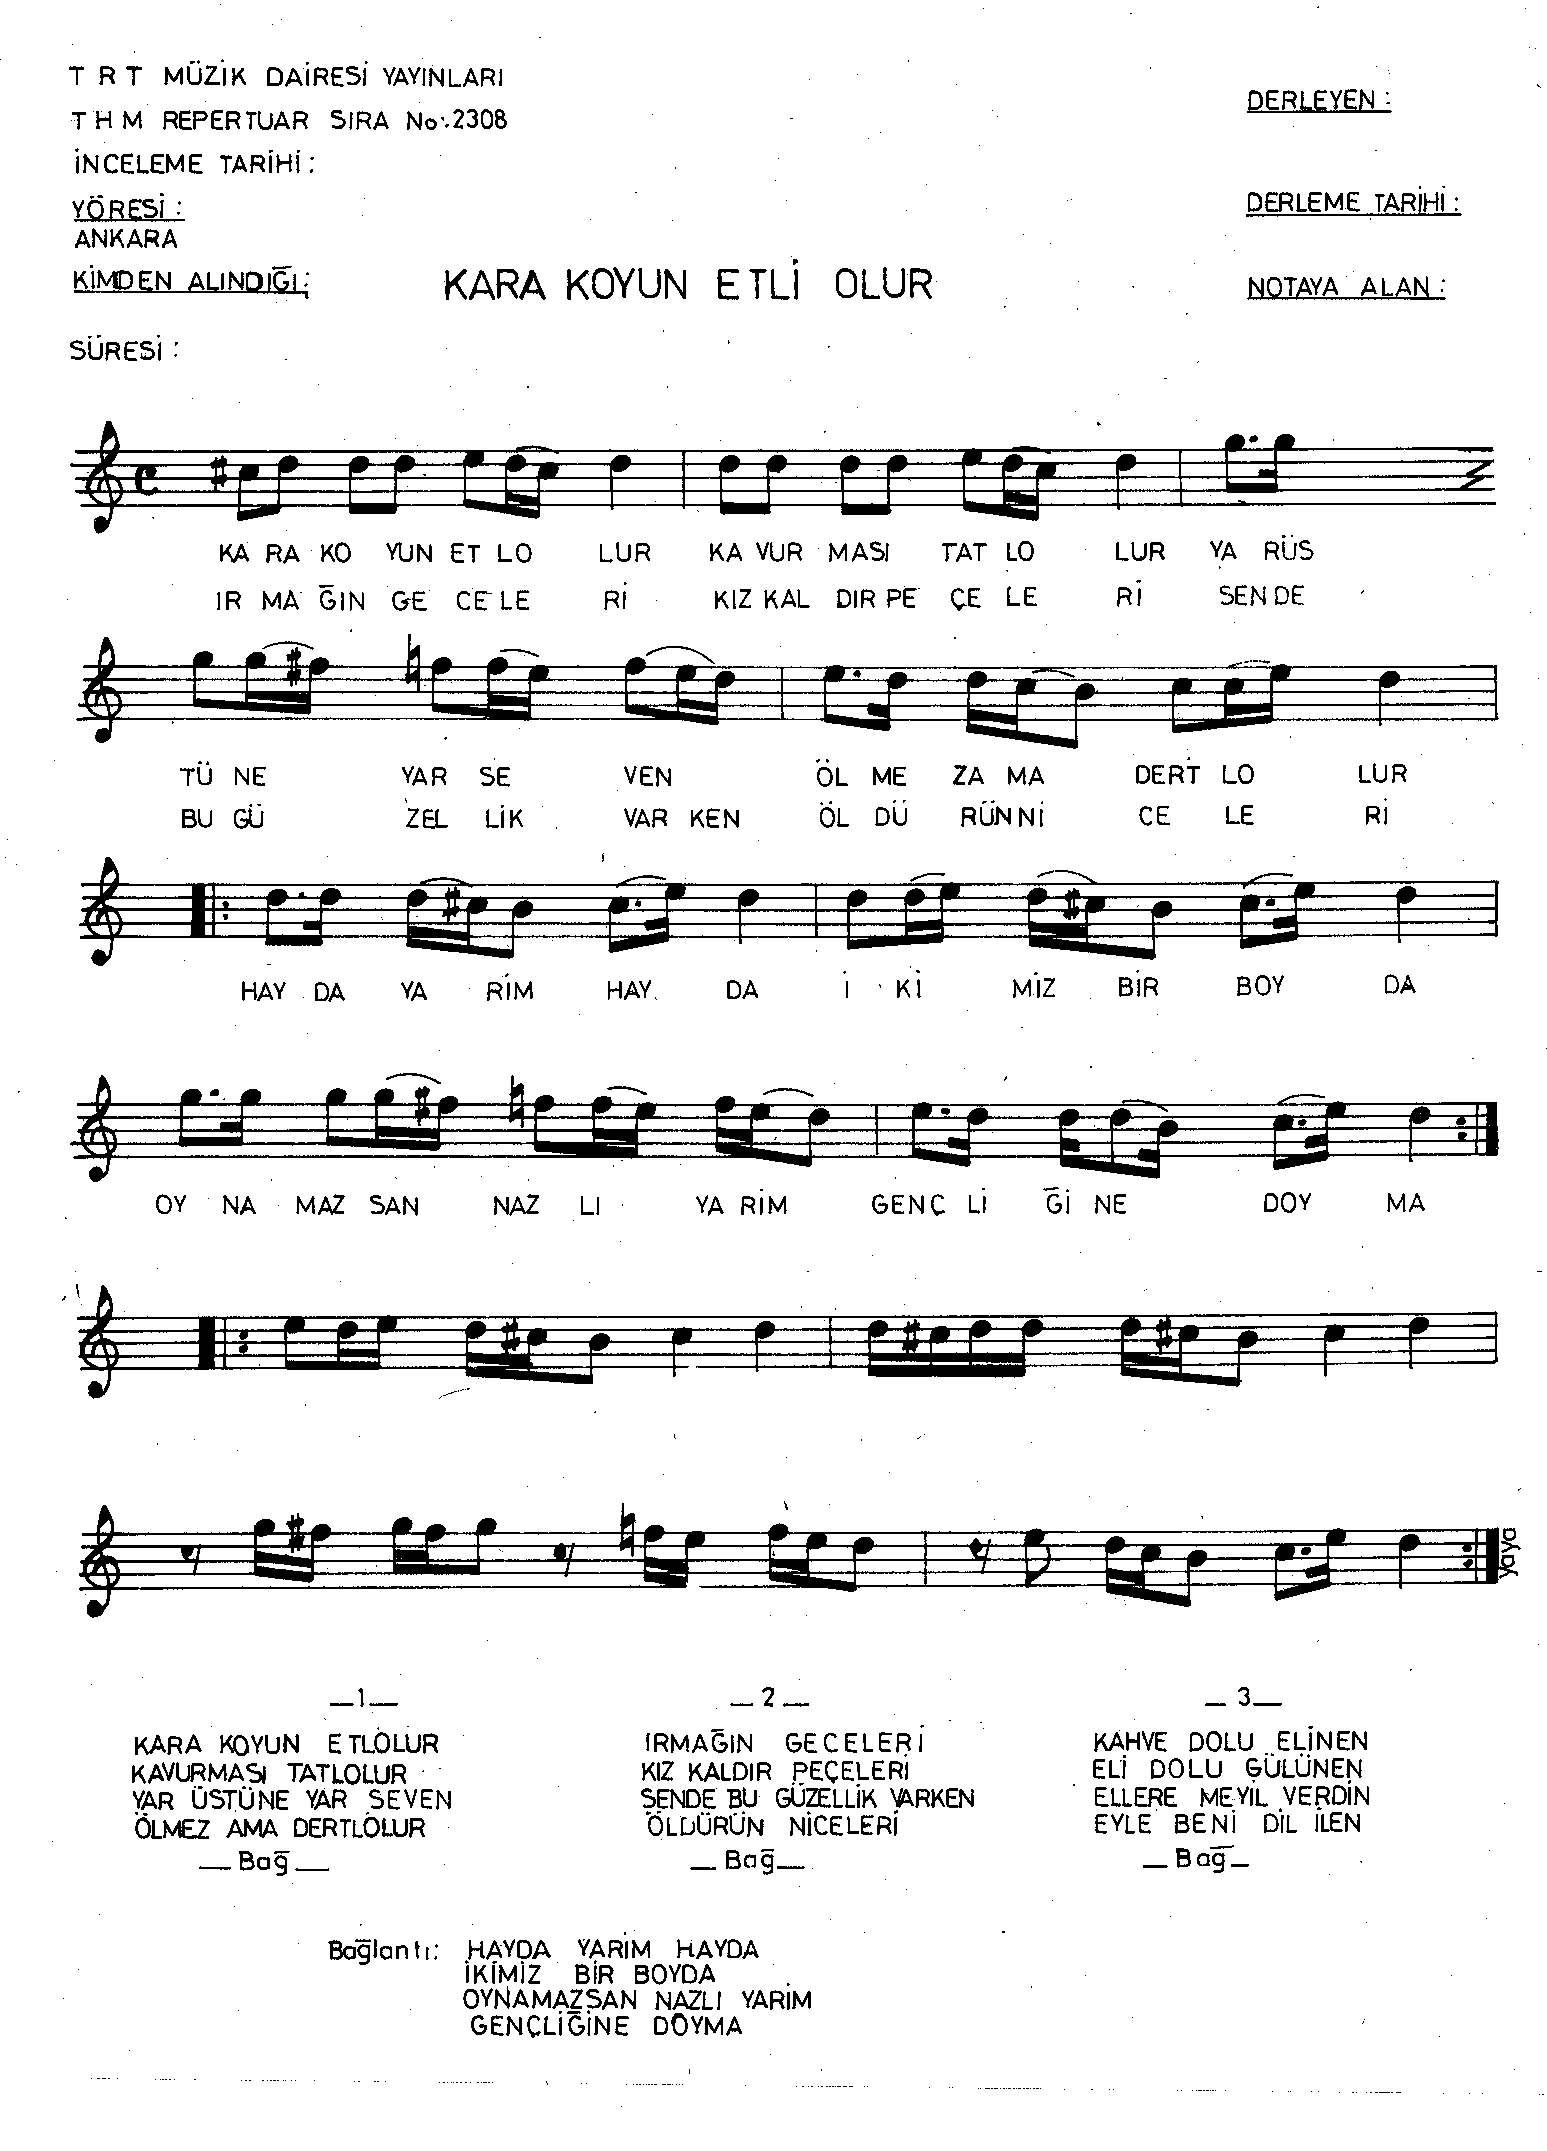 T R T MÜZİK DAİRESİ YAYINLARI
THM REPERTUAR SIRA No:.2308
İNCELEME TARİHİ:
YÖRESİ:
ANKARA
KİMDEN ALINDIĞI:
SÜRESİ:
KARA KOYUN ETLİ OLUR
DERLEYEN:
DERLEME TARİHİ:
NOTAYA ALAN:
KA RA KO YUN ET LO LUR KA VUR MASI TAT LO LUR YA RÜS
IR MA ĞIN GE CE LE Rİ KIZ KAL DIR PE ÇE LE Rİ SEN DE
TÜ NE YAR SE VEN ÖL ME ZA MA DERT LO LUR
BU GÜ ZEL LİK VAR KEN ÖL DÜ RÜN Nİ CE LE Rİ
HAY DA YA RİM HAY DA İ Kİ MİZ BİR BOY DA
OY NA MAZ SAN NAZ LI YA RİM GENÇ Lİ Ğİ NE DOY MA
yaya
—1—
KARA KOYUN ETLOLUR
KAVURMASI TATLOLUR
YAR ÜSTÜNE YAR SEVEN
ÖLMEZ AMA DERTLOLUR
—Bağ—
—2—
IRMAĞIN GECELERİ
KIZ KALDIR PEÇELERİ
SENDE BU GÜZELLİK VARKEN
ÖLDÜRÜN NİCELERİ
—Bağ—
—3—
KAHVE DOLU ELİNEN
ELİ DOLU GÜLÜNEN
ELLERE MEYİL VERDİN
EYLE BENİ DİL İLEN
—Bağ—
Bağlantı: HAYDA YARİM HAYDA
İKİMİZ BİR BOYDA
OYNAMAZSAN NAZLI YARİM
GENÇLİĞİNE DOYMA